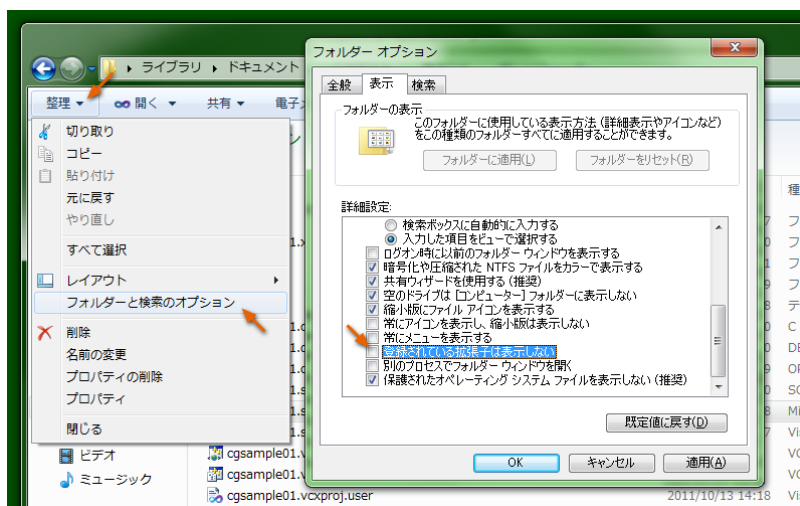 ライブラリ ▸ ドキュメント
整理 ▼ 開く ▼ 共有 ▼ 電子
切り取り
コピー
貼り付け
元に戻す
やり直し
すべて選択
レイアウト
フォルダーと検索のオプション
削除
名前の変更
プロパティの削除
プロパティ
閉じる
ビデオ
ミュージック
フォルダー オプション
全般 表示 検索
フォルダーの表示
このフォルダーに使用している表示方法 (詳細表示やアイコンなど)
をこの種類のフォルダーすべてに適用することができます。
フォルダーに適用(L) フォルダーをリセット(R)
詳細設定:
検索ボックスに自動的に入力する
入力した項目をビューで選択する
ログオン時に以前のフォルダー ウィンドウを表示する
暗号化や圧縮された NTFS ファイルをカラーで表示する
共有ウィザードを使用する (推奨)
空のドライブは [コンピューター] フォルダーに表示しない
縮小版にファイル アイコンを表示する
常にアイコンを表示し、縮小版は表示しない
常にメニューを表示する
登録されている拡張子は表示しない
別のプロセスでフォルダー ウィンドウを開く
保護されたオペレーティング システム ファイルを表示しない (推奨)
既定値に戻す(D)
OK キャンセル 適用(A)
種
cgsample01.v
cgsample01.v
cgsample01.vcxproj.user 2011/10/13 14:18 Vis